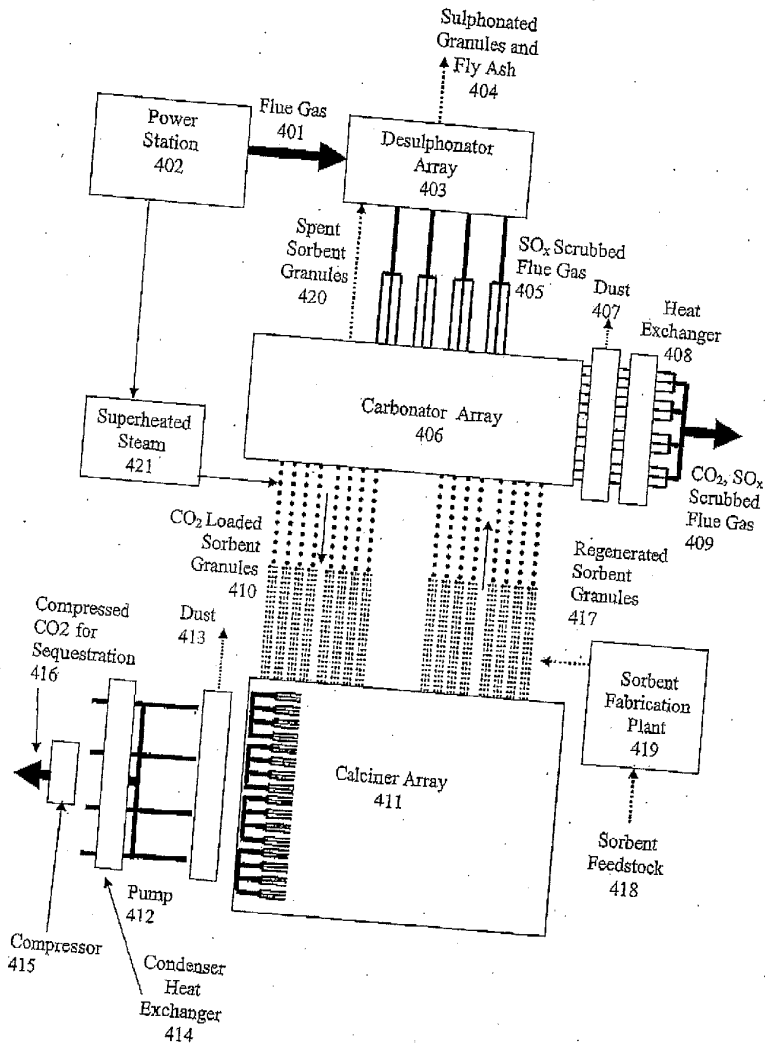 Sulphonated
Granules and
Fly Ash
404
Power
Station
402
Flue Gas
401
Desulphonator
Array
403
Spent
Sorbent
Granules
420
SOx Scrubbed
Flue Gas
405
Dust
407
Heat
Exchanger
408
Carbonator Array
406
Superheated
Steam
421
CO2, SOx
Scrubbed
Flue Gas
409
CO2 Loaded
Sorbent
Granules
410
Regenerated
Sorbent
Granules
417
Compressed
CO2 for
Sequestration
416
Dust
413
Sorbent
Fabrication
Plant
419
Calciner Array
411
Sorbent
Feedstock
418
Pump
412
Compressor
415
Condenser
Heat
Exchanger
414